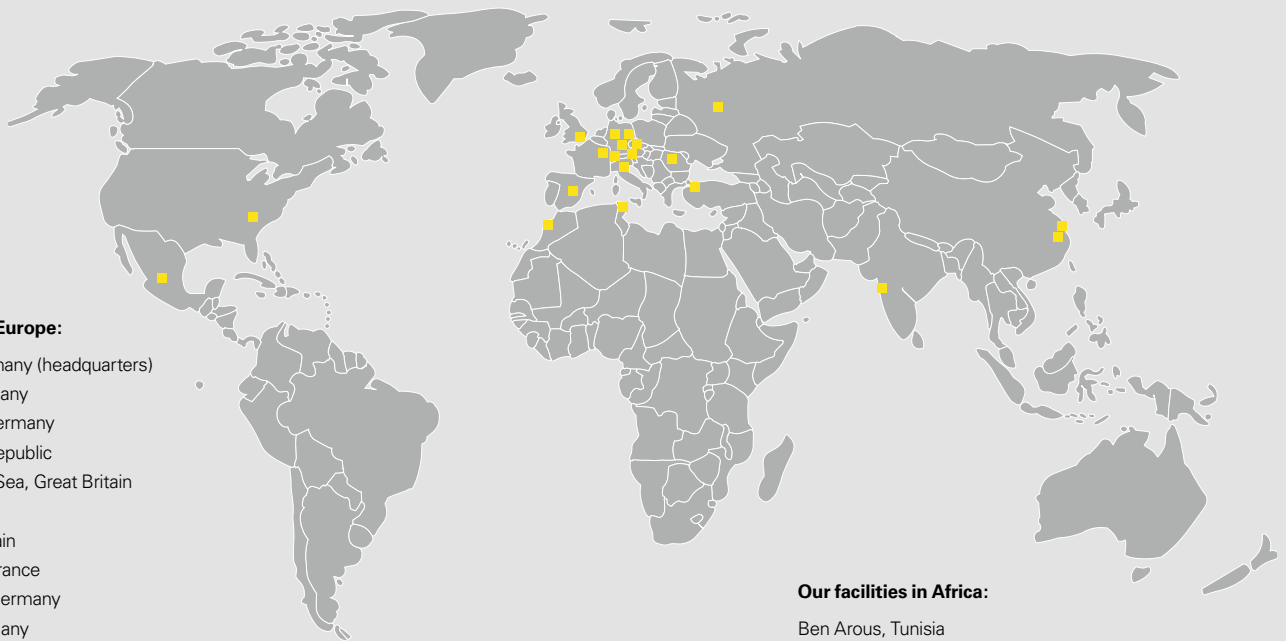 Europe:
many (headquarters)
any
ermany
epublic
Sea, Great Britain
ain
rance
ermany
any
Our facilities in Africa:
Ben Arous, Tunisia